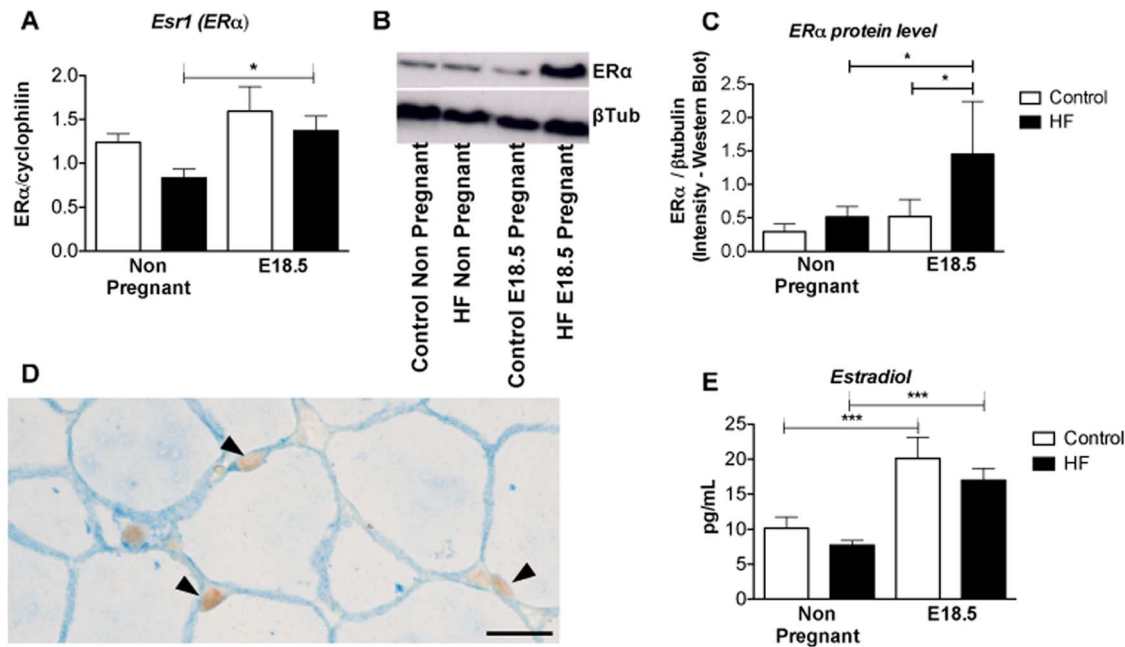 A
Esr1 (ERα)
*
2.0
1.5
1.0
0.5
0.0
ERα/cyclophilin
Non
Pregnant
E18.5
B
ERα
βTub
Control Non Pregnant
HF Non Pregnant
Control E18.5 Pregnant
HF E18.5 Pregnant
C
ERα protein level
*
*
2.5
2.0
1.5
1.0
0.5
0.0
ERα / βtubulin
(Intensity - Western Blot)
Non
Pregnant
E18.5
Control
HF
D
E
Estradiol
***
***
25
20
15
10
5
0
pg/mL
Non
Pregnant
E18.5
Control
HF